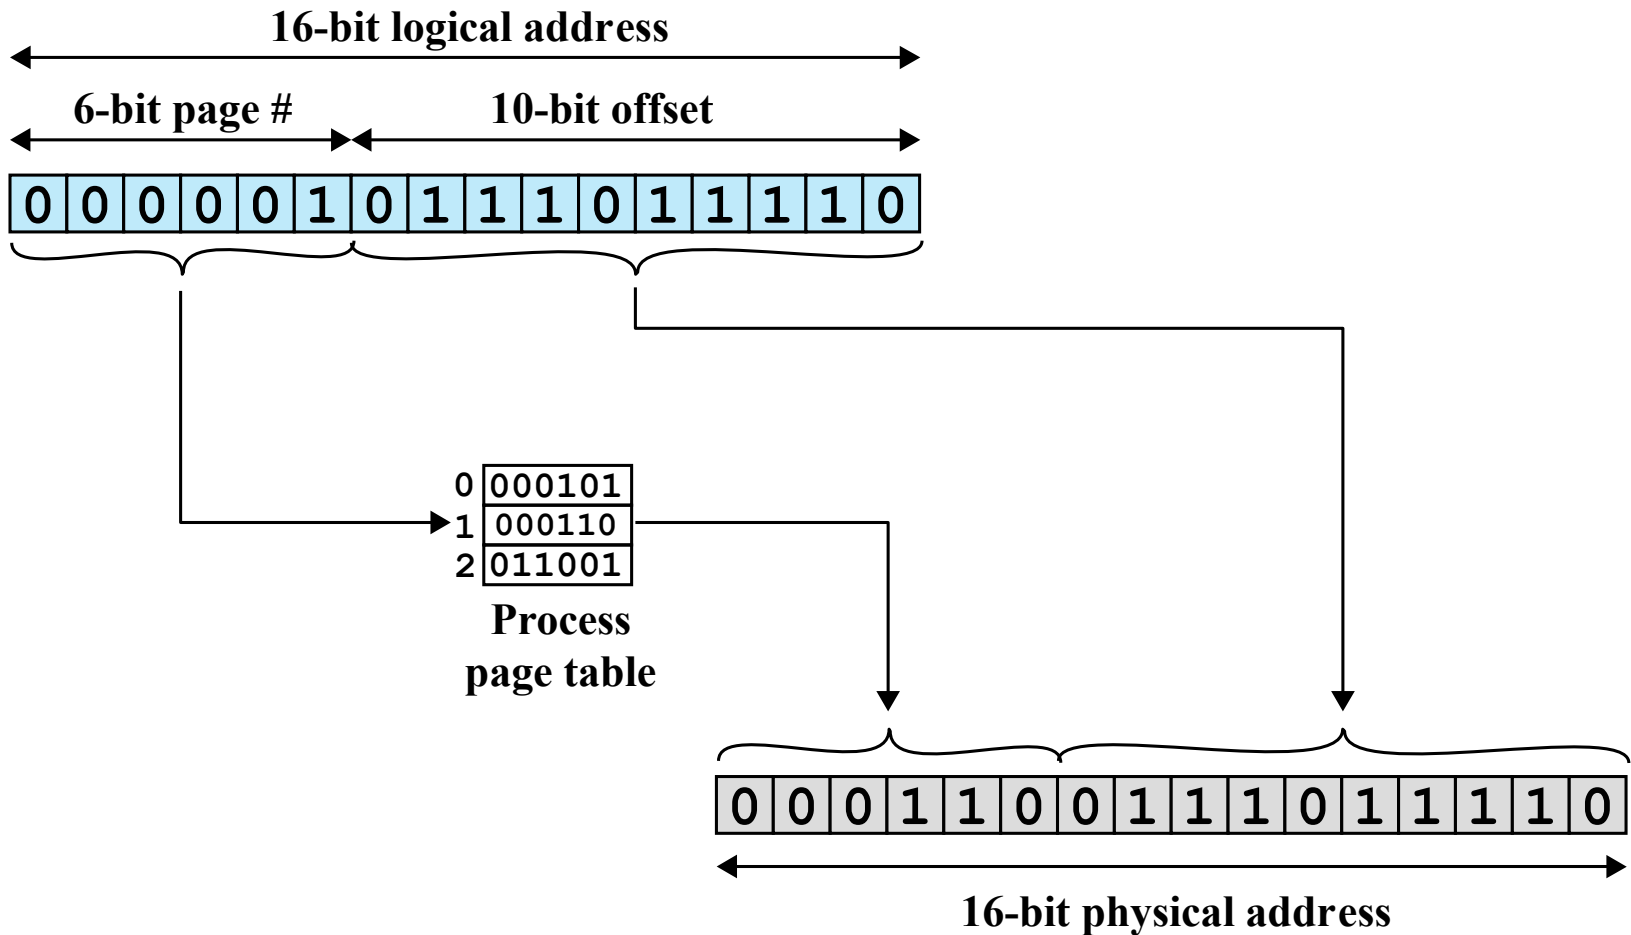 16-bit logical address
6-bit page # 10-bit offset
0 0 0 0 0 1 0 1 1 1 0 1 1 1 1 0
0 000101
1 000110
2 011001
Process
page table
0 0 0 1 1 0 0 1 1 1 0 1 1 1 1 0
16-bit physical address